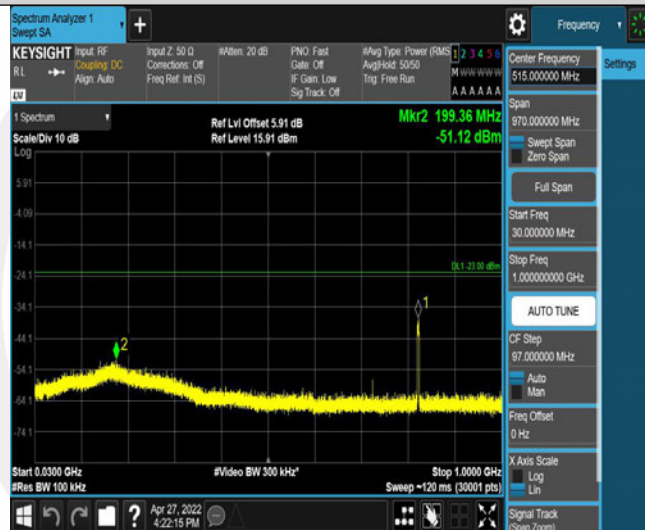 Spectrum Analyzer 1
Swept SA
Frequency
KEYSIGHT
RL
Input: RF
Coupling: DC
Align: Auto
Input Z: 50 Ω
Corrections: Off
Freq Ref: Int (S)
#Atten: 20 dB
PNO: Fast
Gate: Off
IF Gain: Low
Sig Track: Off
#Avg Type: Power (RMS
Avg|Hold: 50/50
Trig: Free Run
1 2 3 4 5 6
M W W W W W
A A A A A A
Settings
Center Frequency
515.000000 MHz
Span
970.000000 MHz
Swept Span
Zero Span
Full Span
Start Freq
30.000000 MHz
Stop Freq
1.000000000 GHz
AUTO TUNE
CF Step
97.000000 MHz
Auto
Man
Freq Offset
0 Hz
X Axis Scale
Log
Lin
Signal Track
(Span Zoom)
1 Spectrum
Scale/Div 10 dB
Log
Ref Lvl Offset 5.91 dB
Ref Level 15.91 dBm
Mkr2 199.36 MHz
-51.12 dBm
5.91
-4.09
-14.1
-24.1
-34.1
-44.1
-54.1
-64.1
-74.1
DL1 -23.00 dBm
1
2
Start 0.0300 GHz
#Res BW 100 kHz
#Video BW 300 kHz*
Stop 1.0000 GHz
Sweep ~120 ms (30001 pts)
?
Apr 27, 2022
4:22:15 PM